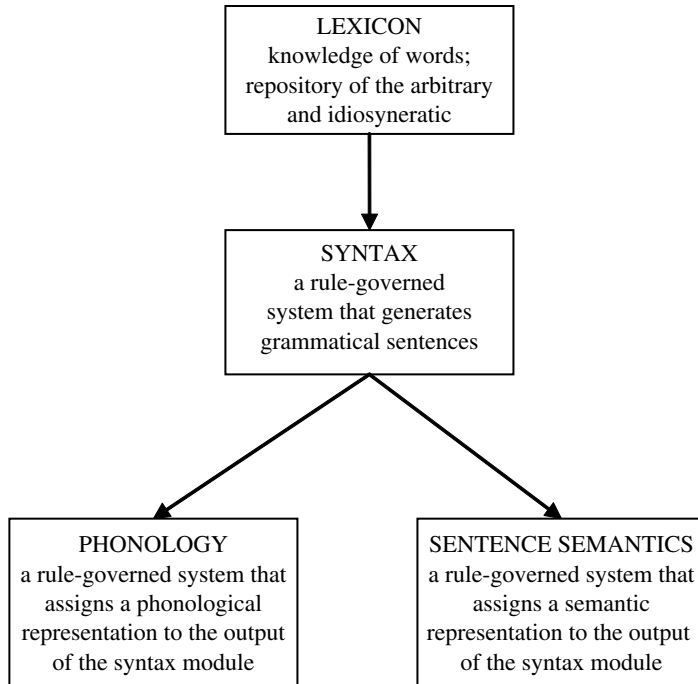 LEXICON
knowledge of words;
repository of the arbitrary
and idiosyneratic
SYNTAX
a rule-governed
system that generates
grammatical sentences
PHONOLOGY
a rule-governed system that
assigns a phonological
representation to the output
of the syntax module
SENTENCE SEMANTICS
a rule-governed system that
assigns a semantic
representation to the output
of the syntax module